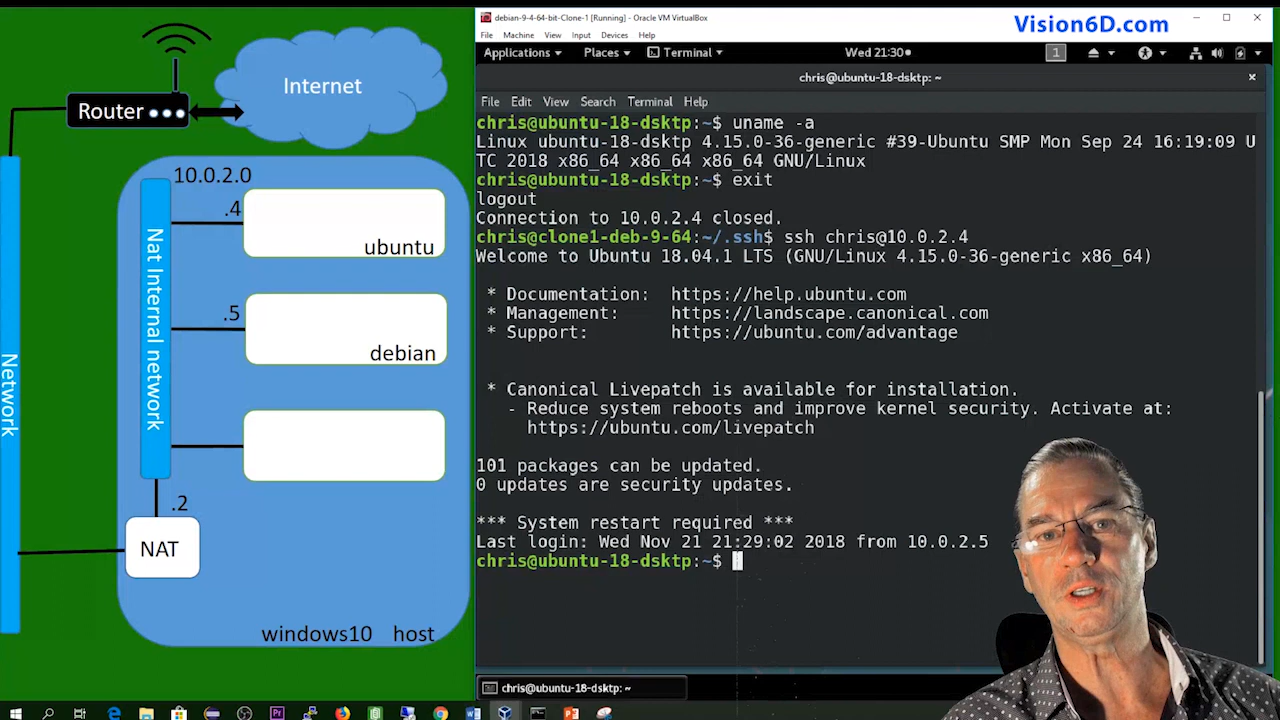 debian-9-4-64-bit-Clone-1 [Running] - Oracle VM VirtualBox
Vision6D.com
File Machine View Input Devices Help
Applications Places Terminal Wed 21:30 1
chris@ubuntu-18-dsktp: ~
File Edit View Search Terminal Help
chris@ubuntu-18-dsktp:~$ uname -a
Linux ubuntu-18-dsktp 4.15.0-36-generic #39-Ubuntu SMP Mon Sep 24 16:19:09 U
TC 2018 x86_64 x86_64 x86_64 GNU/Linux
chris@ubuntu-18-dsktp:~$ exit
logout
Connection to 10.0.2.4 closed.
chris@clone1-deb-9-64:~/.ssh$ ssh chris@10.0.2.4
Welcome to Ubuntu 18.04.1 LTS (GNU/Linux 4.15.0-36-generic x86_64)
* Documentation: https://help.ubuntu.com
* Management: https://landscape.canonical.com
* Support: https://ubuntu.com/advantage
* Canonical Livepatch is available for installation.
- Reduce system reboots and improve kernel security. Activate at:
https://ubuntu.com/livepatch
101 packages can be updated.
0 updates are security updates.
*** System restart required ***
Last login: Wed Nov 21 21:29:02 2018 from 10.0.2.5
chris@ubuntu-18-dsktp:~$
chris@ubuntu-18-dsktp: ~
Internet
Router
10.0.2.0
.4
ubuntu
.5
debian
Nat Internal network
Network
.2
NAT
windows10 host